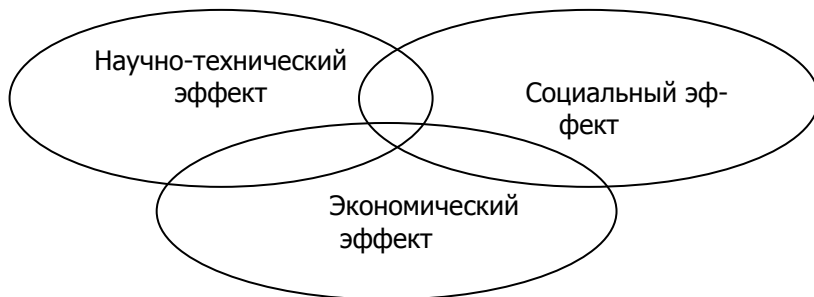 Научно-технический
эффект
Социальный эф-
фект
Экономический
эффект